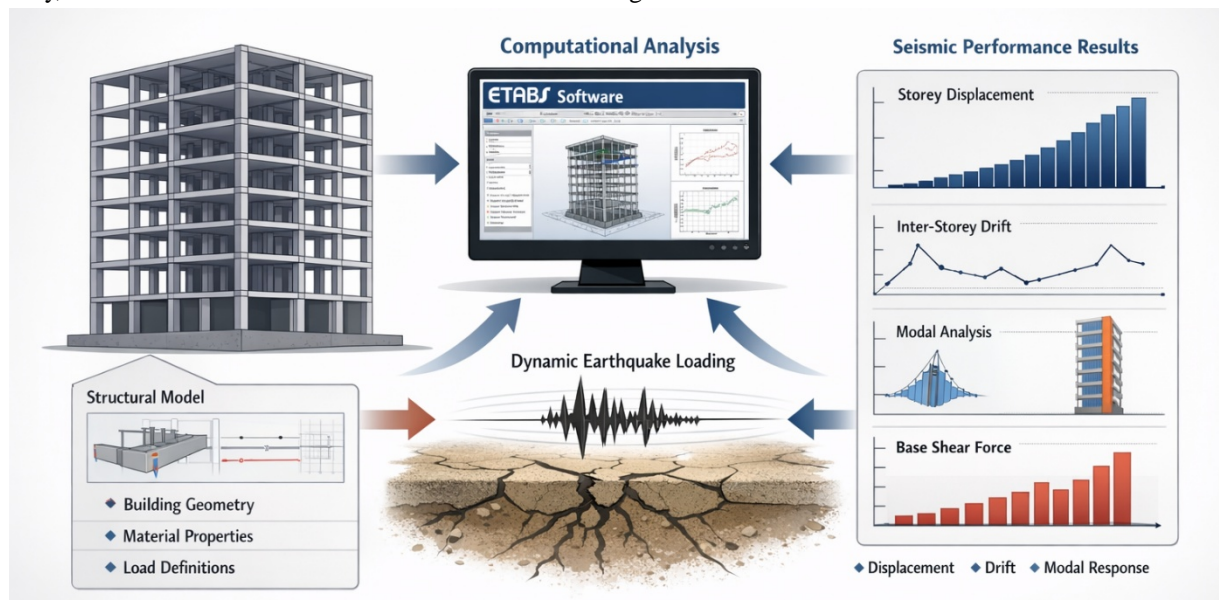 Computational Analysis
Seismic Performance Results
ETABS Software
Storey Displacement
Inter-Storey Drift
Modal Analysis
Base Shear Force
Dynamic Earthquake Loading
Structural Model
Building Geometry
Material Properties
Load Definitions
Displacement Drift Modal Response